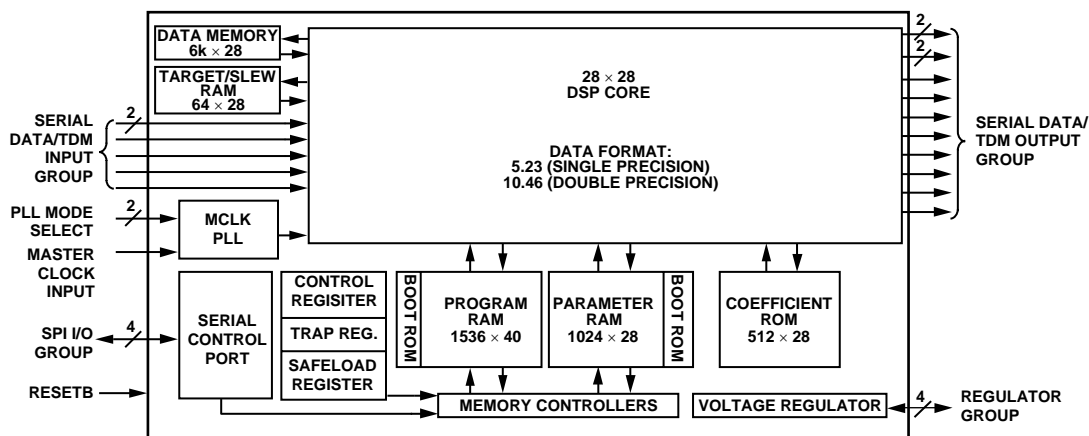 DATA MEMORY
6k × 28
TARGET/SLEW
RAM
64 × 28
28 × 28
DSP CORE
DATA FORMAT:
5.23 (SINGLE PRECISION)
10.46 (DOUBLE PRECISION)
2
2
SERIAL DATA/
TDM OUTPUT
GROUP
SERIAL
DATA/TDM
INPUT
GROUP
2
PLL MODE
SELECT
2
MCLK
PLL
MASTER
CLOCK
INPUT
SPI I/O
GROUP
4
RESETB
SERIAL
CONTROL
PORT
CONTROL
REGISITER
TRAP REG.
SAFELOAD
REGISTER
BOOT ROM
PROGRAM
RAM
1536 × 40
PARAMETER
RAM
1024 × 28
BOOT ROM
COEFFICIENT
ROM
512 × 28
MEMORY CONTROLLERS
VOLTAGE REGULATOR
4
REGULATOR
GROUP